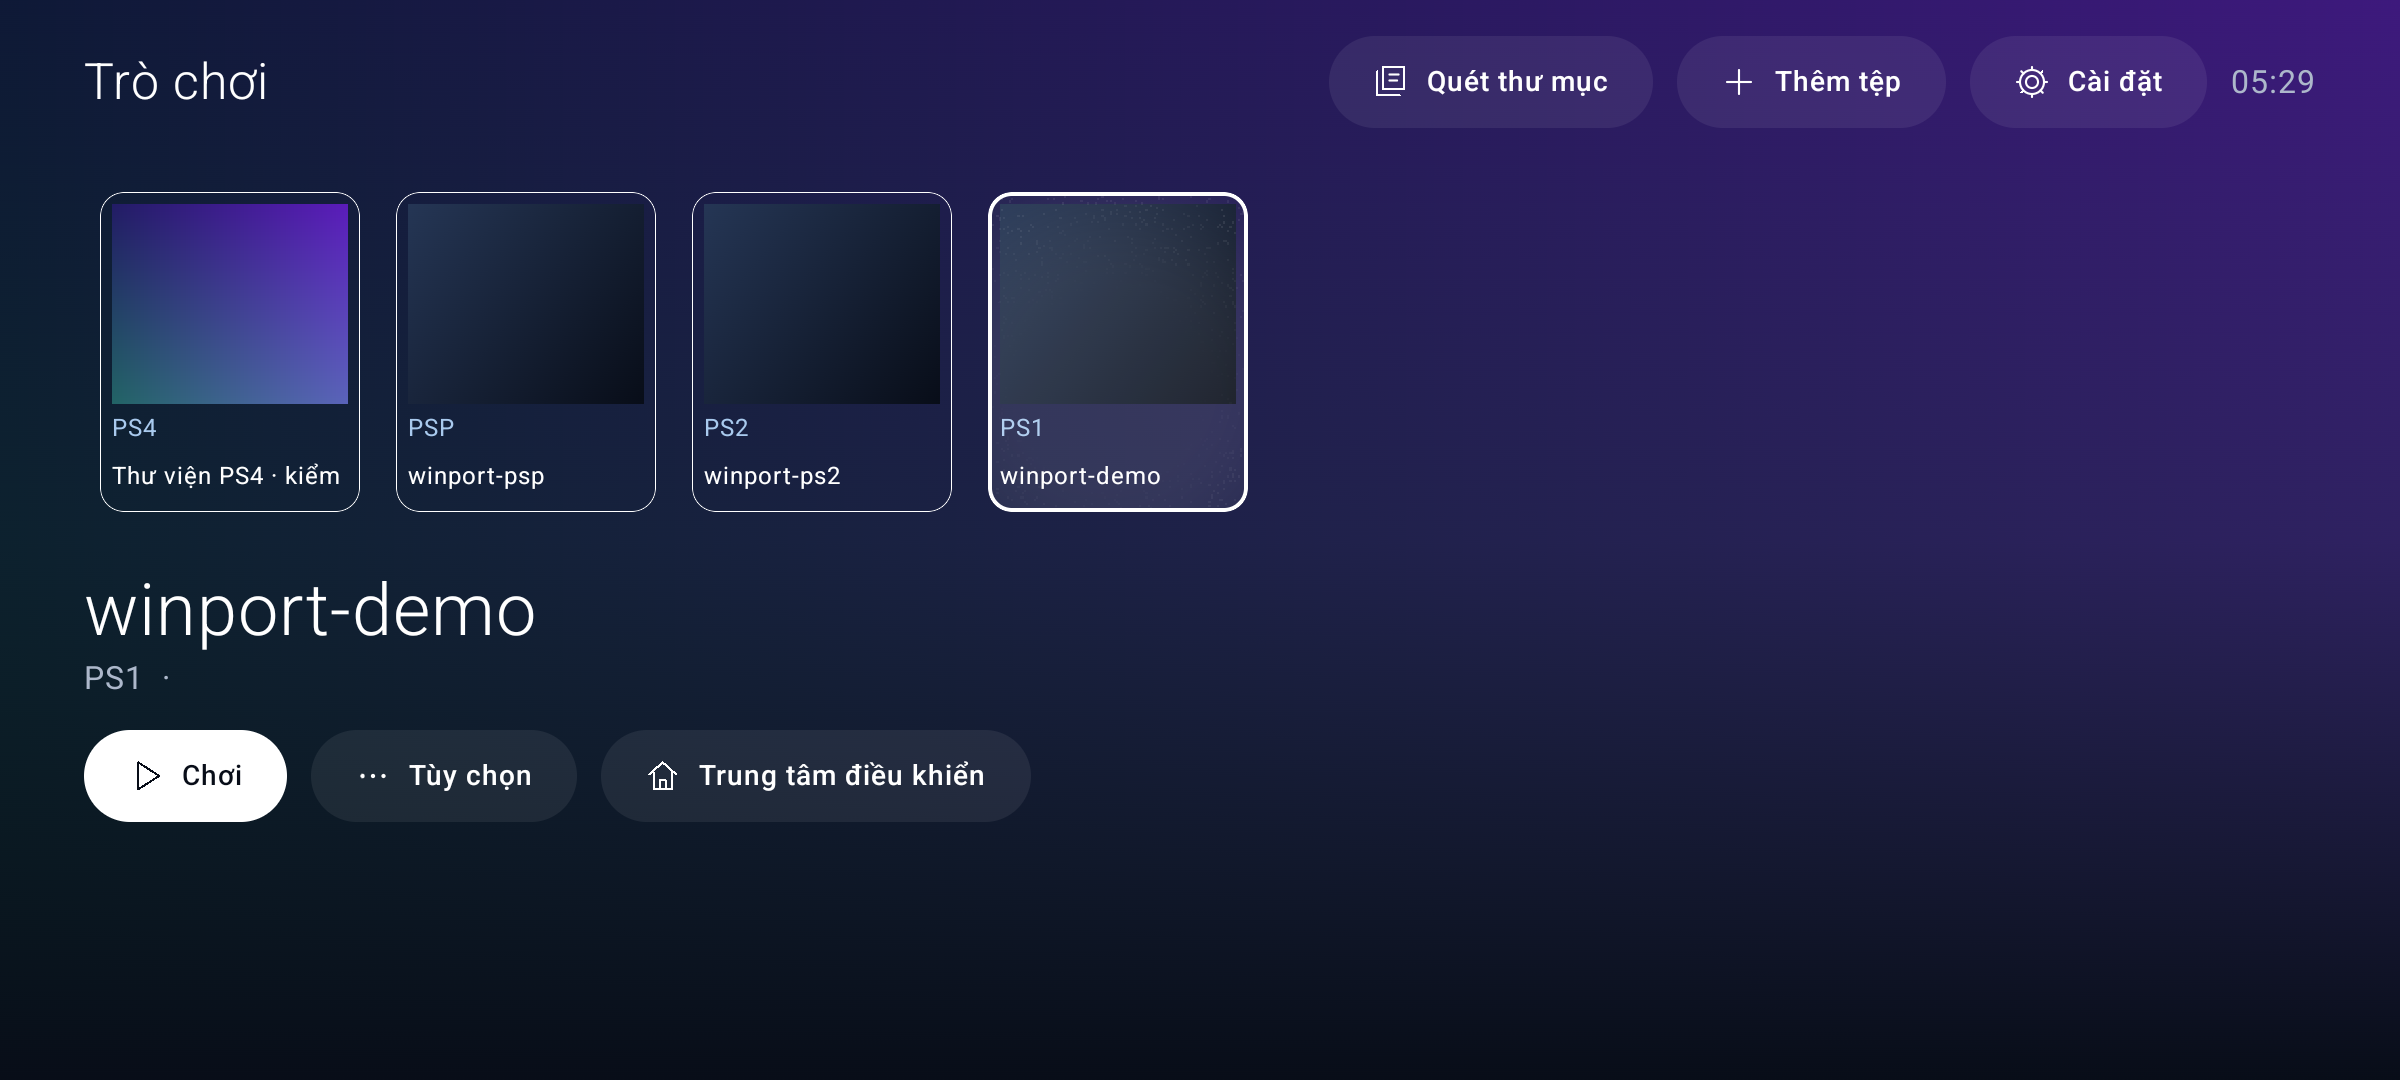 Trò chơi
Quét thư mục
Thêm tệp
Cài đặt
05:29
PS4
Thư viện PS4 · kiểm
PSP
winport-psp
PS2
winport-ps2
PS1
winport-demo
winport-demo
PS1 ·
Chơi
Tùy chọn
Trung tâm điều khiển